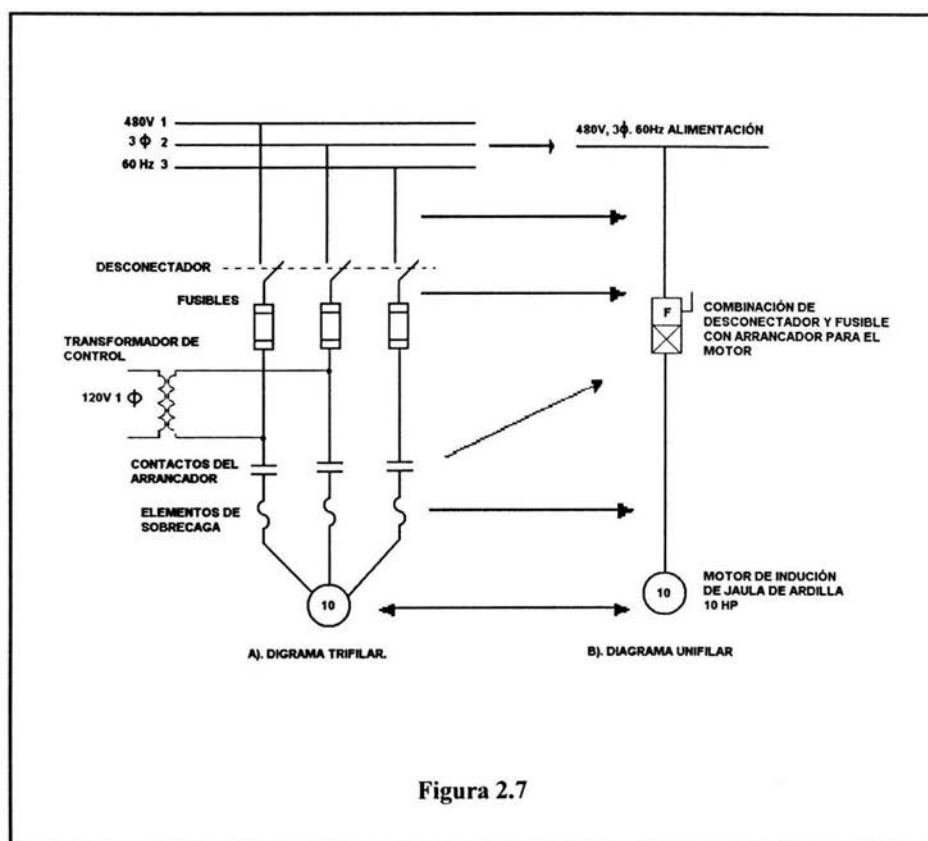 480V 1
3 ϕ 2
60 Hz 3
DESCONECTADOR
FUSIBLES
TRANSFORMADOR DE
CONTROL
120V 1 ϕ
CONTACTOS DEL
ARRANCADOR
ELEMENTOS DE
SOBRECAGA
10
A). DIGRAMA TRIFILAR.
480V, 3ϕ. 60Hz ALIMENTACIÓN
F
COMBINACIÓN DE
DESCONECTADOR Y FUSIBLE
CON ARRANCADOR PARA EL
MOTOR
10
MOTOR DE INDUCIÓN
DE JAULA DE ARDILLA
10 HP
B). DIAGRAMA UNIFILAR
Figura 2.7